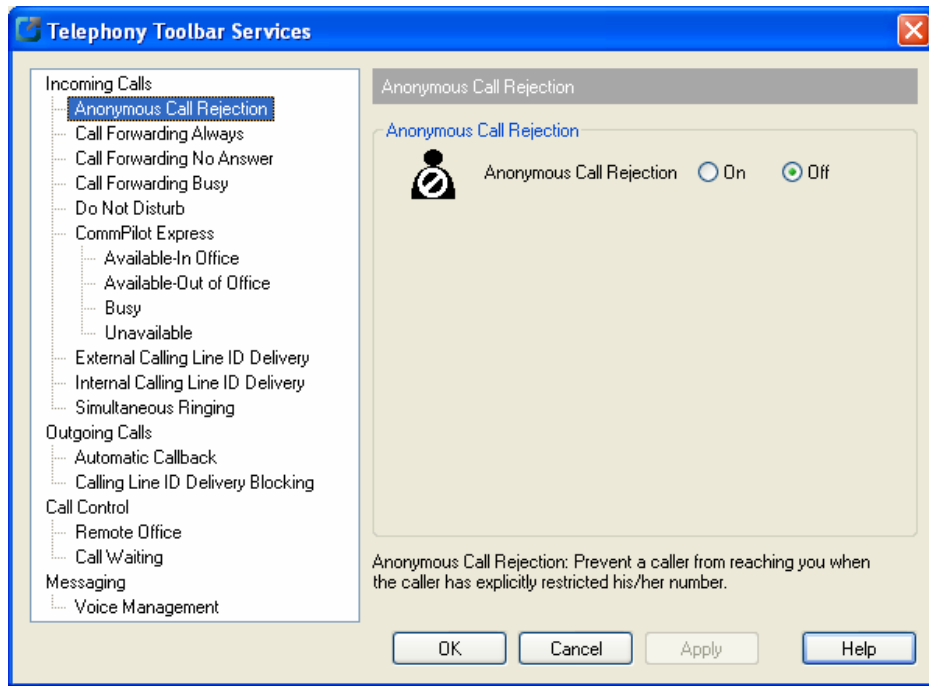 Telephony Toolbar Services
Incoming Calls
Anonymous Call Rejection
Call Forwarding Always
Call Forwarding No Answer
Call Forwarding Busy
Do Not Disturb
CommPilot Express
Available-In Office
Available-Out of Office
Busy
Unavailable
External Calling Line ID Delivery
Internal Calling Line ID Delivery
Simultaneous Ringing
Outgoing Calls
Automatic Callback
Calling Line ID Delivery Blocking
Call Control
Remote Office
Call Waiting
Messaging
Voice Management
Anonymous Call Rejection
Anonymous Call Rejection
Anonymous Call Rejection On Off
Anonymous Call Rejection: Prevent a caller from reaching you when
the caller has explicitly restricted his/her number.
OK Cancel Apply Help